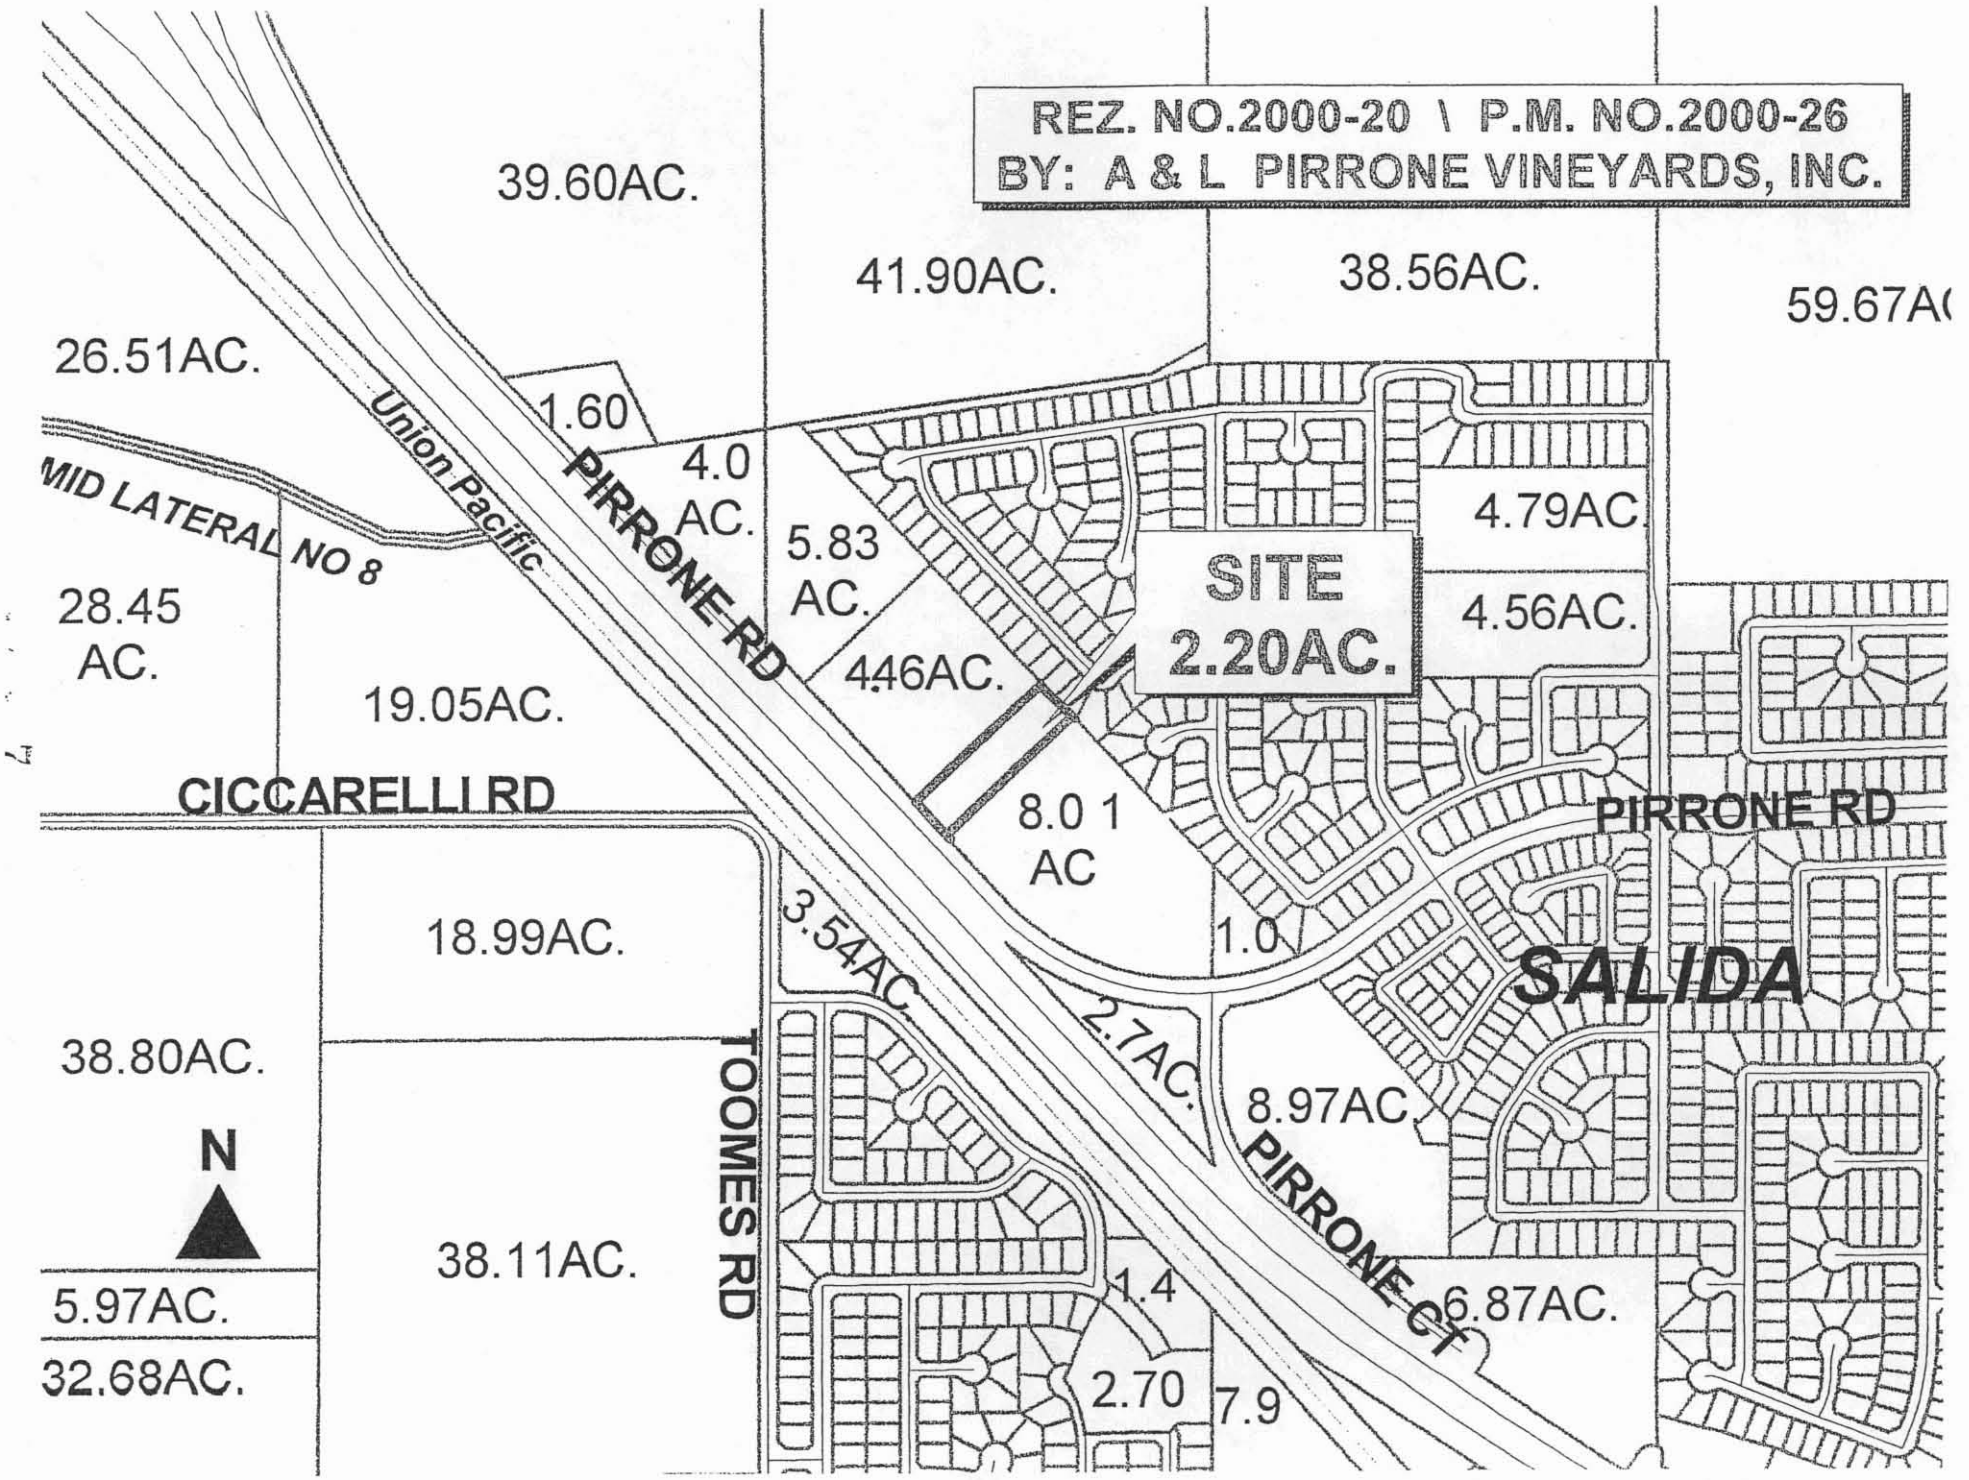 REZ. NO.2000-20 \ P.M. NO.2000-26
BY: A & L PIRRONE VINEYARDS, INC.
39.60AC.
41.90AC.
38.56AC.
59.67A(
26.51AC.
1.60
Union Pacific
PIRRONE RD
4.0
AC.
5.83
AC.
4.79AC.
SITE
2.20AC.
4.56AC.
MID LATERAL NO 8
28.45
AC.
446AC.
19.05AC.
CICCARELLI RD
8.0 1
AC
PIRRONE RD
3.54AC.
18.99AC.
1.0
SALIDA
2.7AC.
38.80AC.
TOOMES RD
8.97AC.
N
PIRRONE CT
38.11AC.
1.4
6.87AC.
5.97AC.
32.68AC.
2.70
7.9
7